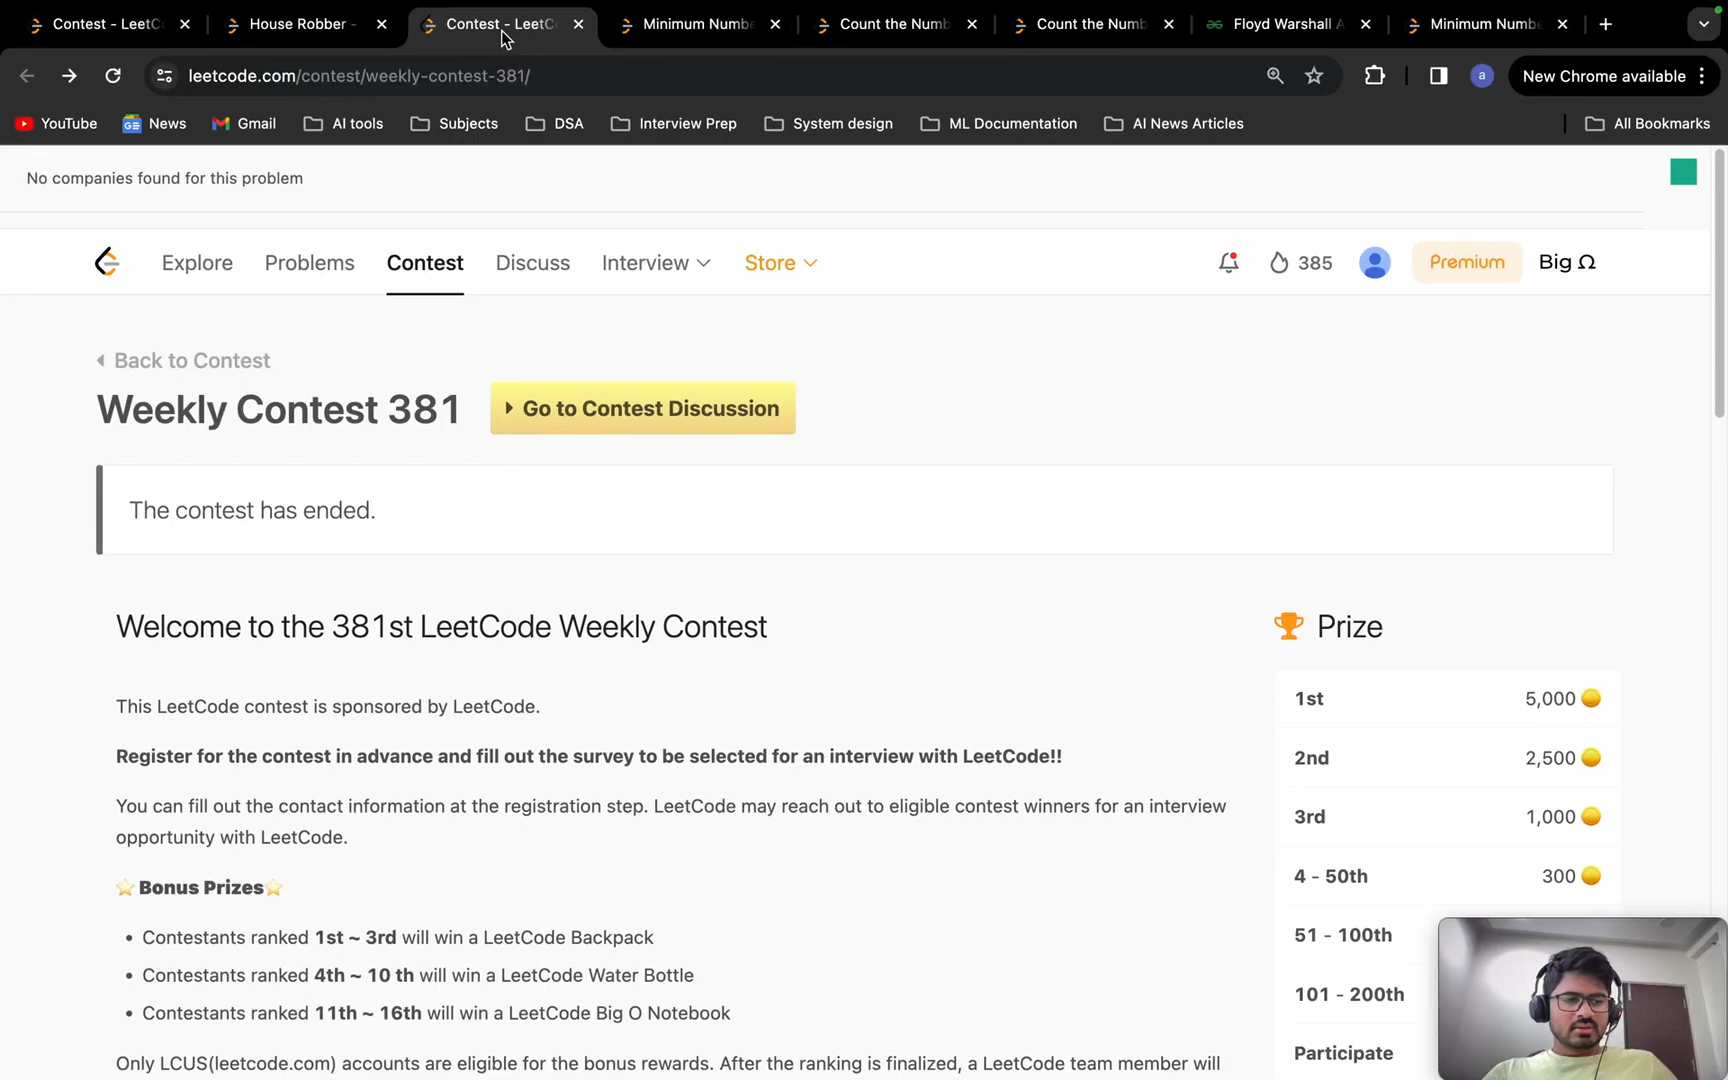 Contest - LeetC
House Robber -
Contest - LeetC
Minimum Numb
Count the Numb
Count the Numb
Floyd Warshall A
Minimum Numb
leetcode.com/contest/weekly-contest-381/
a
New Chrome available
YouTube
News
Gmail
AI tools
Subjects
DSA
Interview Prep
System design
ML Documentation
AI News Articles
All Bookmarks
No companies found for this problem
Explore
Problems
Contest
Discuss
Interview
Store
385
Premium
Big Ω
Back to Contest
Weekly Contest 381
Go to Contest Discussion
The contest has ended.
Welcome to the 381st LeetCode Weekly Contest
This LeetCode contest is sponsored by LeetCode.
Register for the contest in advance and fill out the survey to be selected for an interview with LeetCode!!
You can fill out the contact information at the registration step. LeetCode may reach out to eligible contest winners for an interview
opportunity with LeetCode.
⭐Bonus Prizes⭐
• Contestants ranked 1st ~ 3rd will win a LeetCode Backpack
• Contestants ranked 4th ~ 10 th will win a LeetCode Water Bottle
• Contestants ranked 11th ~ 16th will win a LeetCode Big O Notebook
Only LCUS(leetcode.com) accounts are eligible for the bonus rewards. After the ranking is finalized, a LeetCode team member will
Prize
1st 5,000
2nd 2,500
3rd 1,000
4 - 50th 300
51 - 100th
101 - 200th
Participate